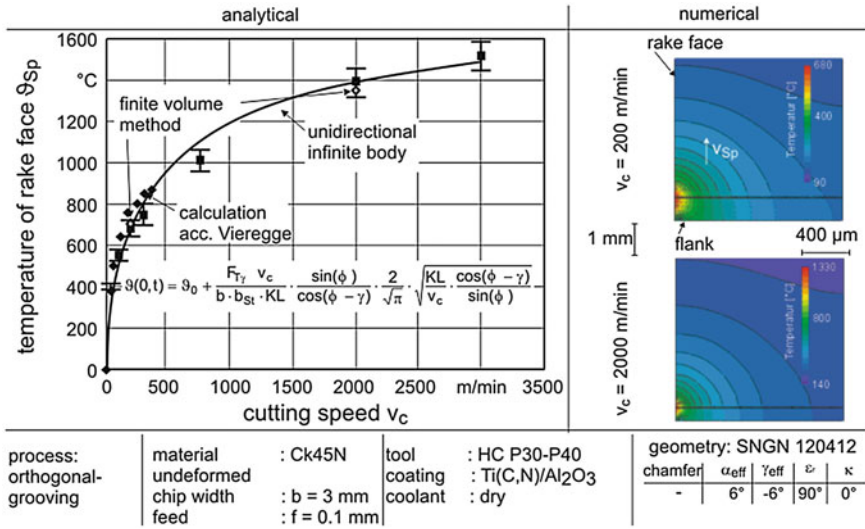 analytical
numerical
1600
°C
1200
1000
800
600
400
200
0
temperature of rake face ϑSp
finite volume
method
unidirectional
infinite body
calculation
acc. Vieregge
ϑ(0,t) = ϑ0 + FTγ vc / b · bSt · KL · sin(ϕ) / cos(ϕ − γ) · 2 / √π · √ KL / vc · cos(ϕ − γ) / sin(ϕ)
0 500 1000 1500 2000 m/min 3500
cutting speed vc
rake face
vc = 200 m/min
vSp
Temperatur [°C]
680
400
90
1 mm
flank
400 µm
vc = 2000 m/min
Temperatur [°C]
1330
800
140
process:
orthogonal-
grooving
material : Ck45N
undeformed
chip width : b = 3 mm
feed : f = 0.1 mm
tool : HC P30-P40
coating : Ti(C,N)/Al2O3
coolant : dry
geometry: SNGN 120412
chamfer αeff γeff εr κ
- 6° -6° 90° 0°